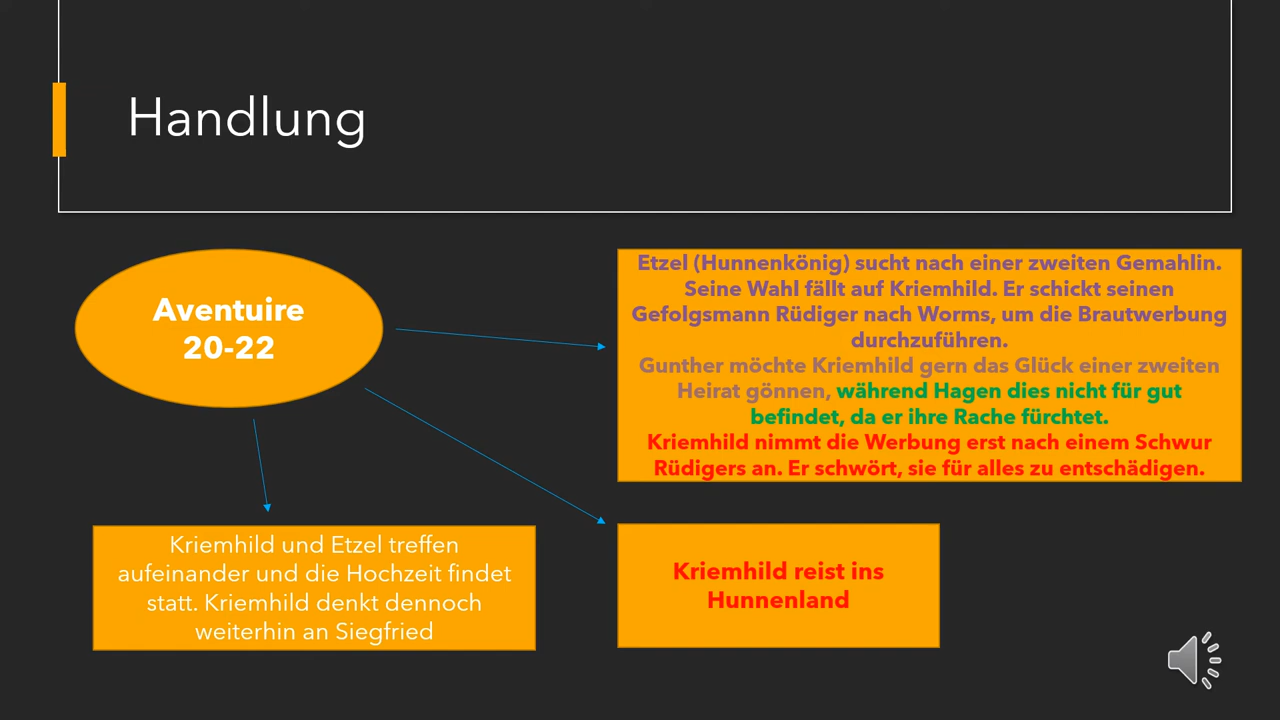 Handlung
Aventuire
20-22
Etzel (Hunnenkönig) sucht nach einer zweiten Gemahlin.
Seine Wahl fällt auf Kriemhild. Er schickt seinen
Gefolgsmann Rüdiger nach Worms, um die Brautwerbung
durchzuführen.
Gunther möchte Kriemhild gern das Glück einer zweiten
Heirat gönnen, während Hagen dies nicht für gut
befindet, da er ihre Rache fürchtet.
Kriemhild nimmt die Werbung erst nach einem Schwur
Rüdigers an. Er schwört, sie für alles zu entschädigen.
Kriemhild und Etzel treffen
aufeinander und die Hochzeit findet
statt. Kriemhild denkt dennoch
weiterhin an Siegfried
Kriemhild reist ins
Hunnenland